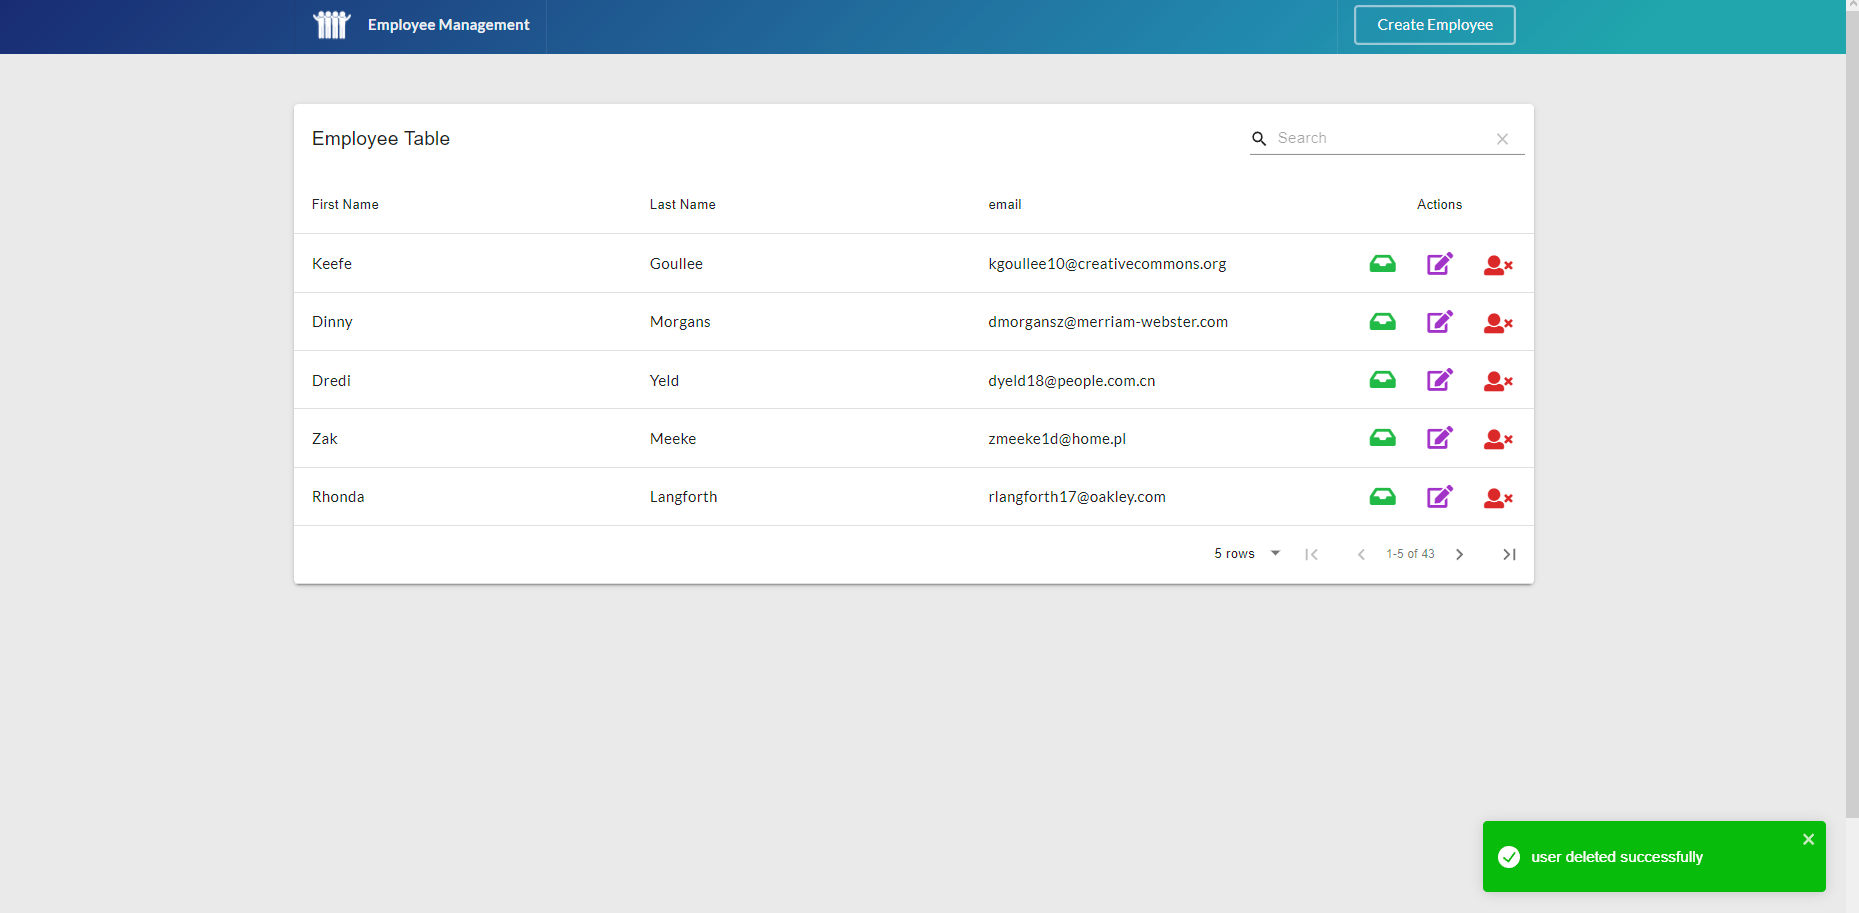 Employee Management
Create Employee
Employee Table
Search
First Name Last Name email Actions
Keefe Goullee kgoullee10@creativecommons.org
Dinny Morgans dmorgansz@merriam-webster.com
Dredi Yeld dyeld18@people.com.cn
Zak Meeke zmeeke1d@home.pl
Rhonda Langforth rlangforth17@oakley.com
5 rows 1-5 of 43
user deleted successfully